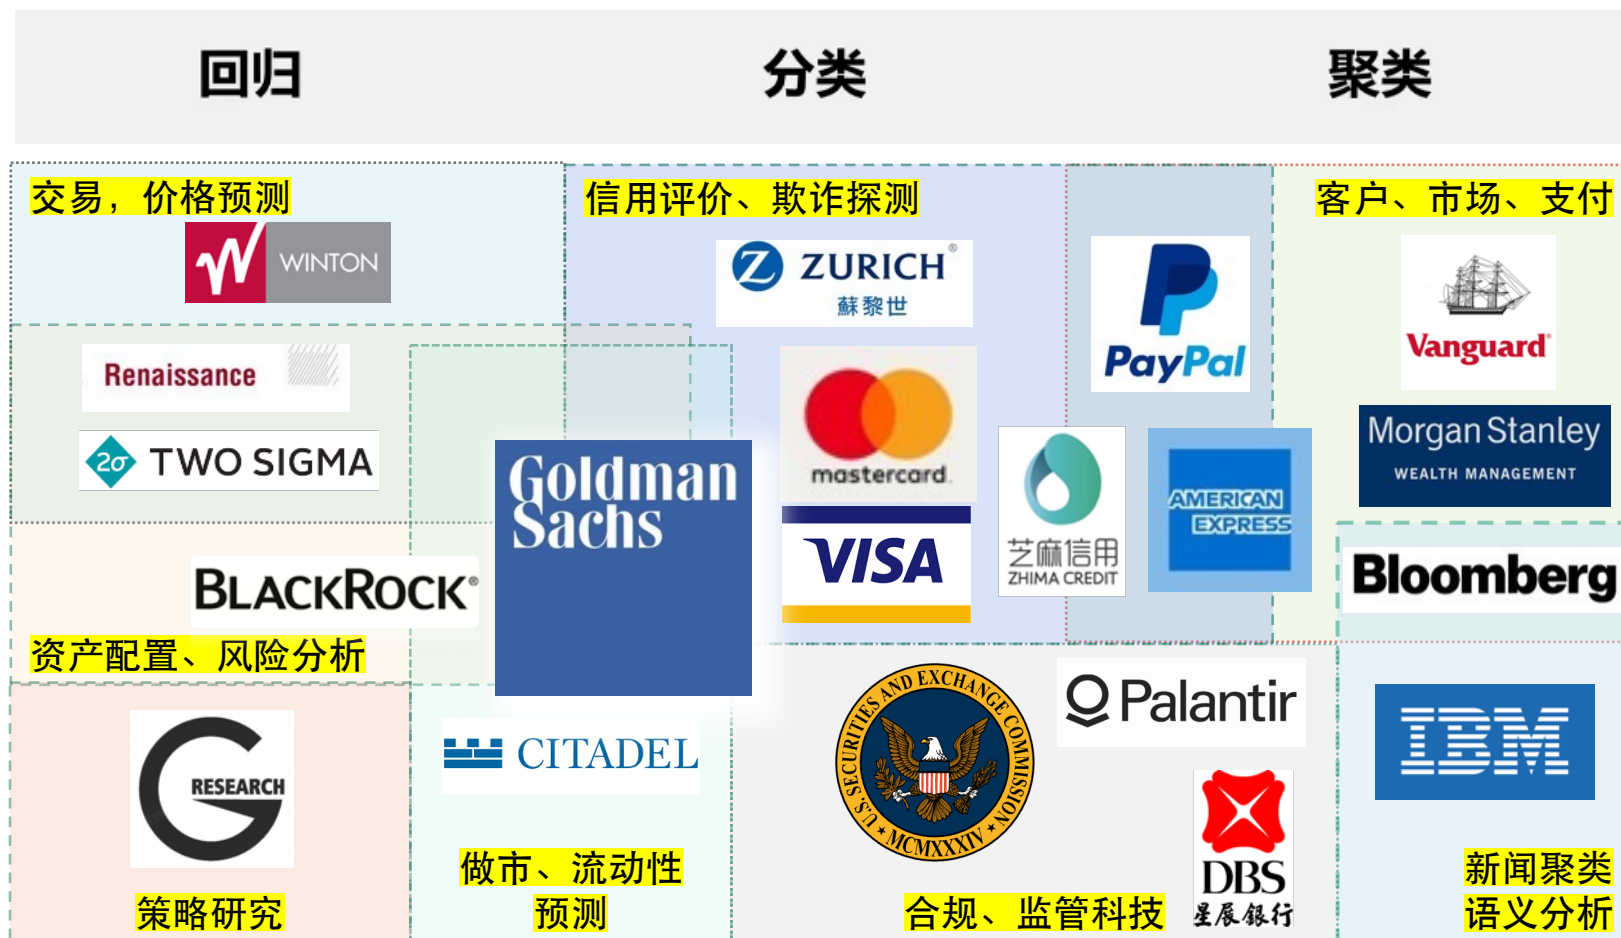 回归
分类
聚类
交易，价格预测
WINTON
Renaissance
2σ TWO SIGMA
BLACKROCK®
资产配置、风险分析
G
RESEARCH
策略研究
Goldman
Sachs
CITADEL
做市、流动性
预测
信用评价、欺诈探测
Z ZURICH®
蘇黎世
mastercard.
VISA
芝麻信用
ZHIMA CREDIT
PayPal
AMERICAN
EXPRESS
U.S. SECURITIES AND EXCHANGE COMMISSION
MCMXXXIV
Palantir
DBS
星展銀行
合规、监管科技
客户、市场、支付
Vanguard®
Morgan Stanley
WEALTH MANAGEMENT
Bloomberg
IBM
新闻聚类
语义分析